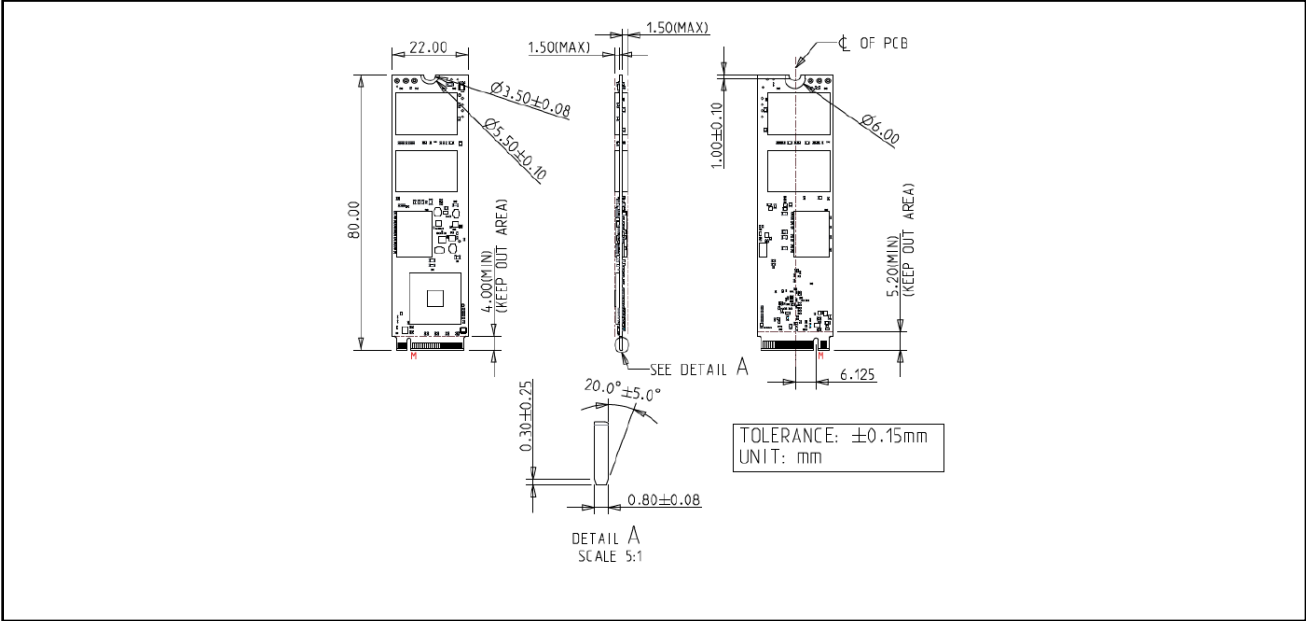 22.00
Ø3.50±0.08
Ø5.50±0.10
80.00
4.00(MIN)
(KEEP OUT AREA)
M
1.50(MAX)
1.50(MAX)
SEE DETAIL A
℄ OF PCB
1.00±0.10
Ø6.00
5.20(MIN)
(KEEP OUT AREA)
M
6.125
20.0°±5.0°
0.30±0.25
0.80±0.08
DETAIL A
SCALE 5:1
TOLERANCE: ±0.15mm
UNIT: mm